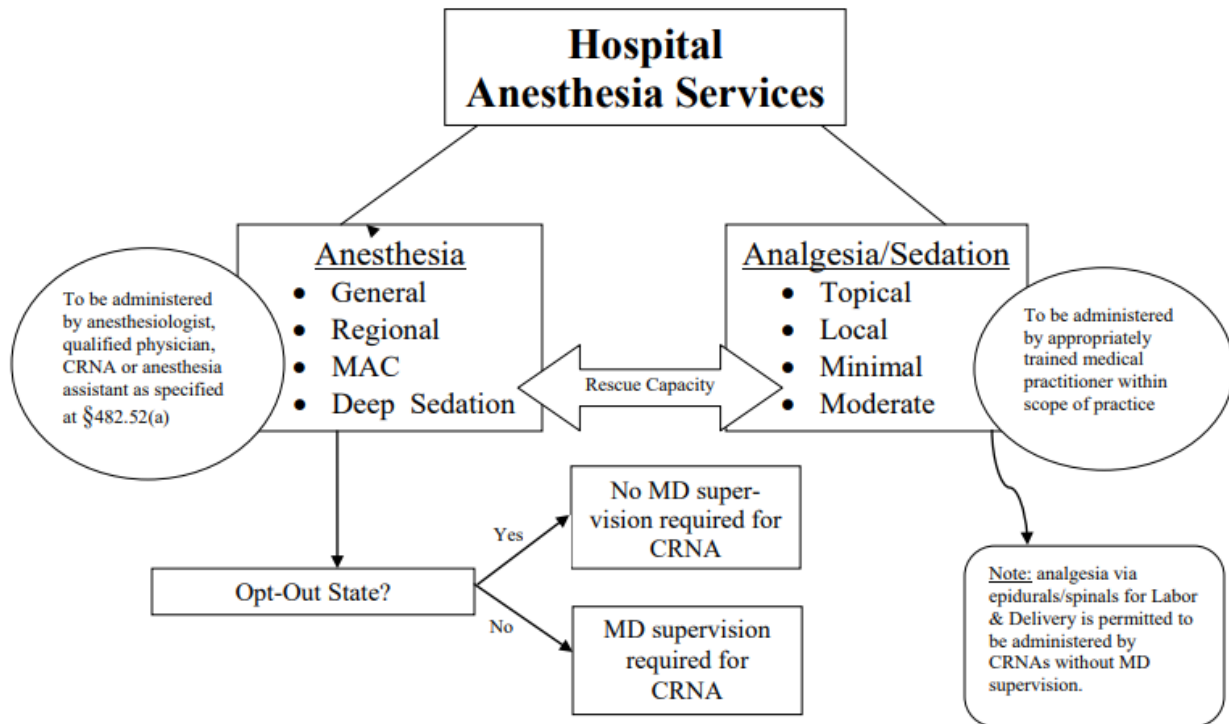 Hospital
Anesthesia Services
Anesthesia
• General
• Regional
• MAC
• Deep Sedation
To be administered
by anesthesiologist,
qualified physician,
CRNA or anesthesia
assistant as specified
at §482.52(a)
Rescue Capacity
Analgesia/Sedation
• Topical
• Local
• Minimal
• Moderate
To be administered
by appropriately
trained medical
practitioner within
scope of practice
Opt-Out State?
Yes
No MD super-
vision required for
CRNA
No
MD supervision
required for
CRNA
Note: analgesia via
epidurals/spinals for Labor
& Delivery is permitted to
be administered by
CRNAs without MD
supervision.